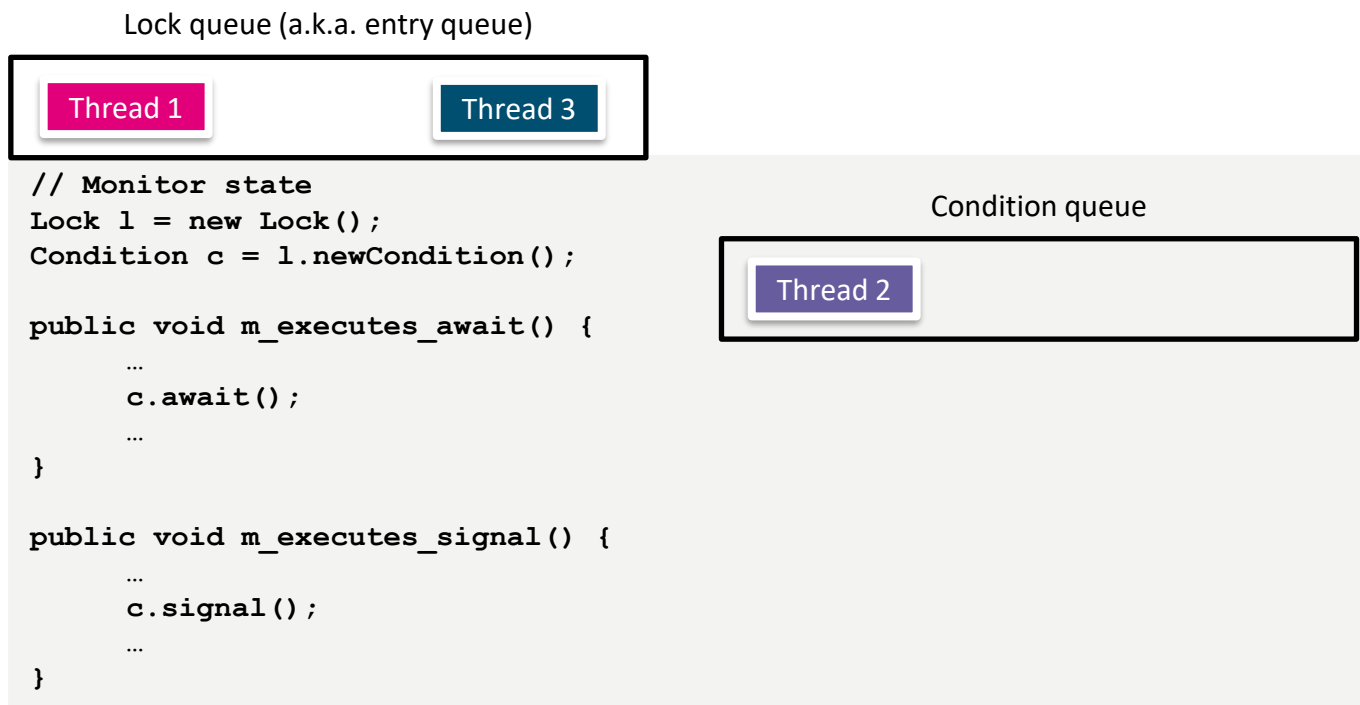 Lock queue (a.k.a. entry queue)
Thread 1
Thread 3
// Monitor state
Lock l = new Lock();
Condition c = l.newCondition();
public void m_executes_await() {
…
c.await();
…
}
public void m_executes_signal() {
…
c.signal();
…
}
Condition queue
Thread 2